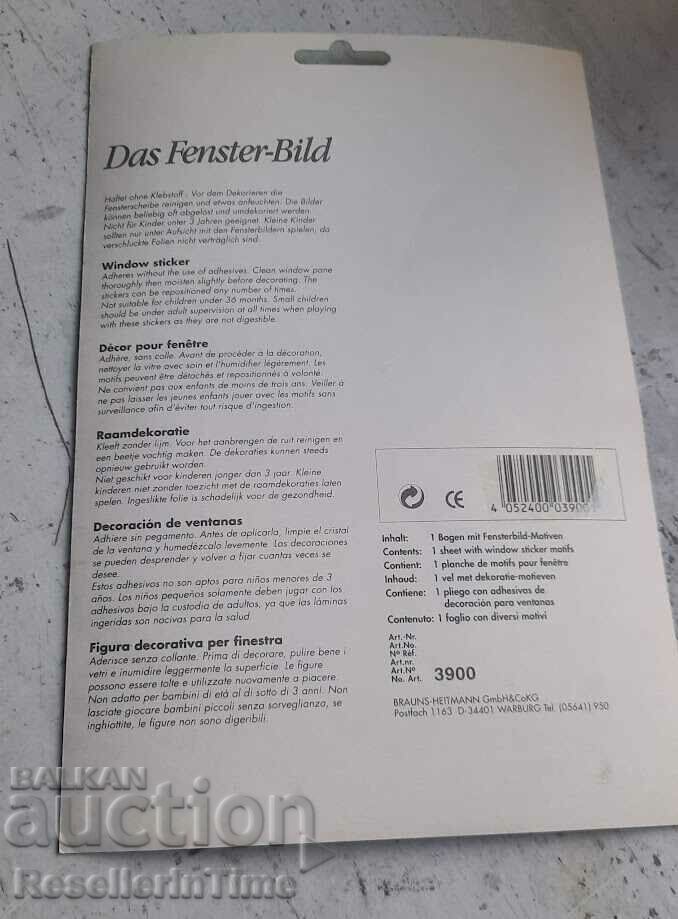 Das Fenster-Bild
Haftet ohne Klebstoff - Vor dem Dekorieren die
Fensterscheibe reinigen und etwas anfeuchten. Die Bilder
können beliebig oft abgelöst und umdekoriert werden.
Nicht für Kinder unter 3 Jahren geeignet. Kleine Kinder
sollten nur unter Aufsicht mit den Fensterbildern spielen, da
verschluckte Folien nicht verträglich sind.
Window sticker
Adheres without the use of adhesives. Clean window pane
thoroughly then moisten slightly before decorating. The
stickers can be repositioned any number of times.
Not suitable for children under 36 months. Small children
should be under adult supervision at all times when playing
with these stickers as they are not digestible.
Décor pour fenêtre
Adhère, sans colle. Avant de procéder à la décoration,
nettoyer la vitre avec soin et l'humidifier légèrement. Les
motifs peuvent être détachés et repositionnés à volonté.
Ne convient pas aux enfants de moins de trois ans. Veiller à
ne pas laisser les jeunes enfants jouer avec les motifs sans
surveillance afin d'éviter tout risque d'ingestion.
Raamdekoratie
Kleeft zonder lijm. Voor het aanbrengen de ruit reinigen en
een beetje vochtig maken. De dekoraties kunnen steeds
opnieuw gebruikt worden.
Niet geschikt voor kinderen jonger dan 3 jaar. Kleine
kinderen niet zonder toezicht met de raamdekoraties laten
spelen. Ingeslikte folie is schadelijk voor de gezondheid.
Decoración de ventanas
Adhiere sin pegamento. Antes de aplicarla, limpie el cristal
de la ventana y humedézcalo levemente. Las decoraciones
se pueden desprender y volver a fijar cuantas veces se
desee.
Estos adhesivos no son aptos para niños menores de 3
años. Los niños pequeños solamente deben jugar con los
adhesivos bajo la custodia de adultos, ya que las láminas
ingeridas son nocivas para la salud.
Figura decorativa per finestra
Aderisce senza collante. Prima di decorare, pulire bene i
vetri e inumidire leggermente la superficie. Le figure
possono essere tolte e utilizzate nuovamente a piacere.
Non adatto per bambini di età al di sotto di 3 anni. Non
lasciate giocare bambini piccoli senza sorveglianza, se
inghiottite, le figure non sono digeribili.
CE
4 052400 03900
Inhalt: 1 Bogen mit Fensterbild-Motiven
Contents: 1 sheet with window sticker motifs
Contient: 1 planche de motifs pour fenêtre
Inhoud: 1 vel met dekoratie-motieven
Contiene: 1 pliego con adhesivas de
decoración para ventanas
Contenuto: 1 foglio con diversi motivi
Art.-Nr.
Art.No.
Nº Réf.
Art.nr.
Art.Nº
No. Art. 3900
BRAUNS-HEITMANN GmbH&CoKG
Postfach 1163 D-34401 WARBURG Tel. (05641) 950
BALKAN
auction
ResellerInTime